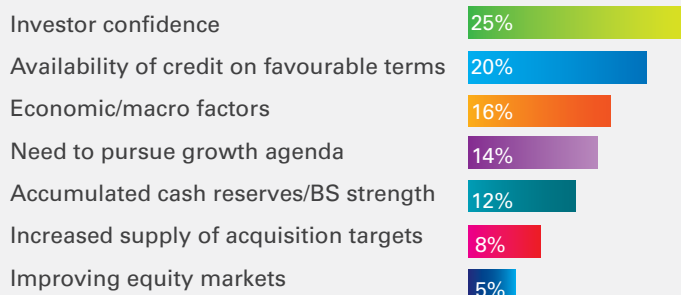 Investor confidence 25%
Availability of credit on favourable terms 20%
Economic/macro factors 16%
Need to pursue growth agenda 14%
Accumulated cash reserves/BS strength 12%
Increased supply of acquisition targets 8%
Improving equity markets 5%